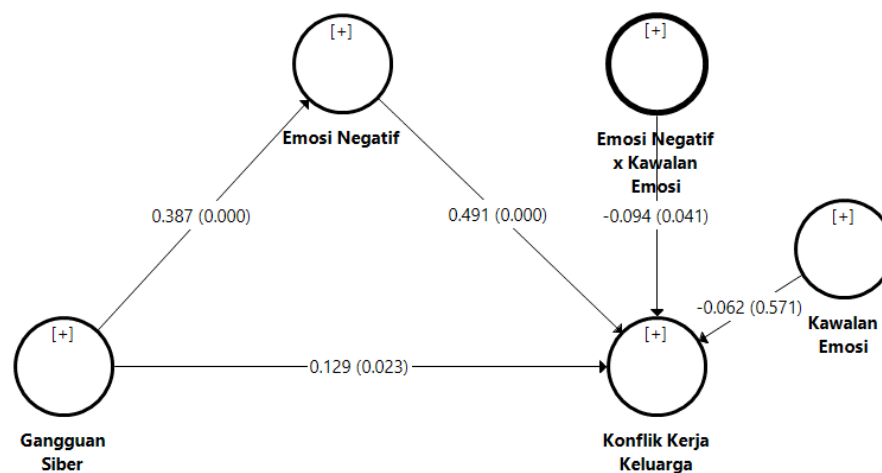 [+]
[+]
Emosi Negatif
Emosi Negatif
x Kawalan
Emosi
0.387 (0.000)
0.491 (0.000)
-0.094 (0.041)
[+]
-0.062 (0.571)
Kawalan
Emosi
[+]
[+]
0.129 (0.023)
Gangguan
Siber
Konflik Kerja
Keluarga